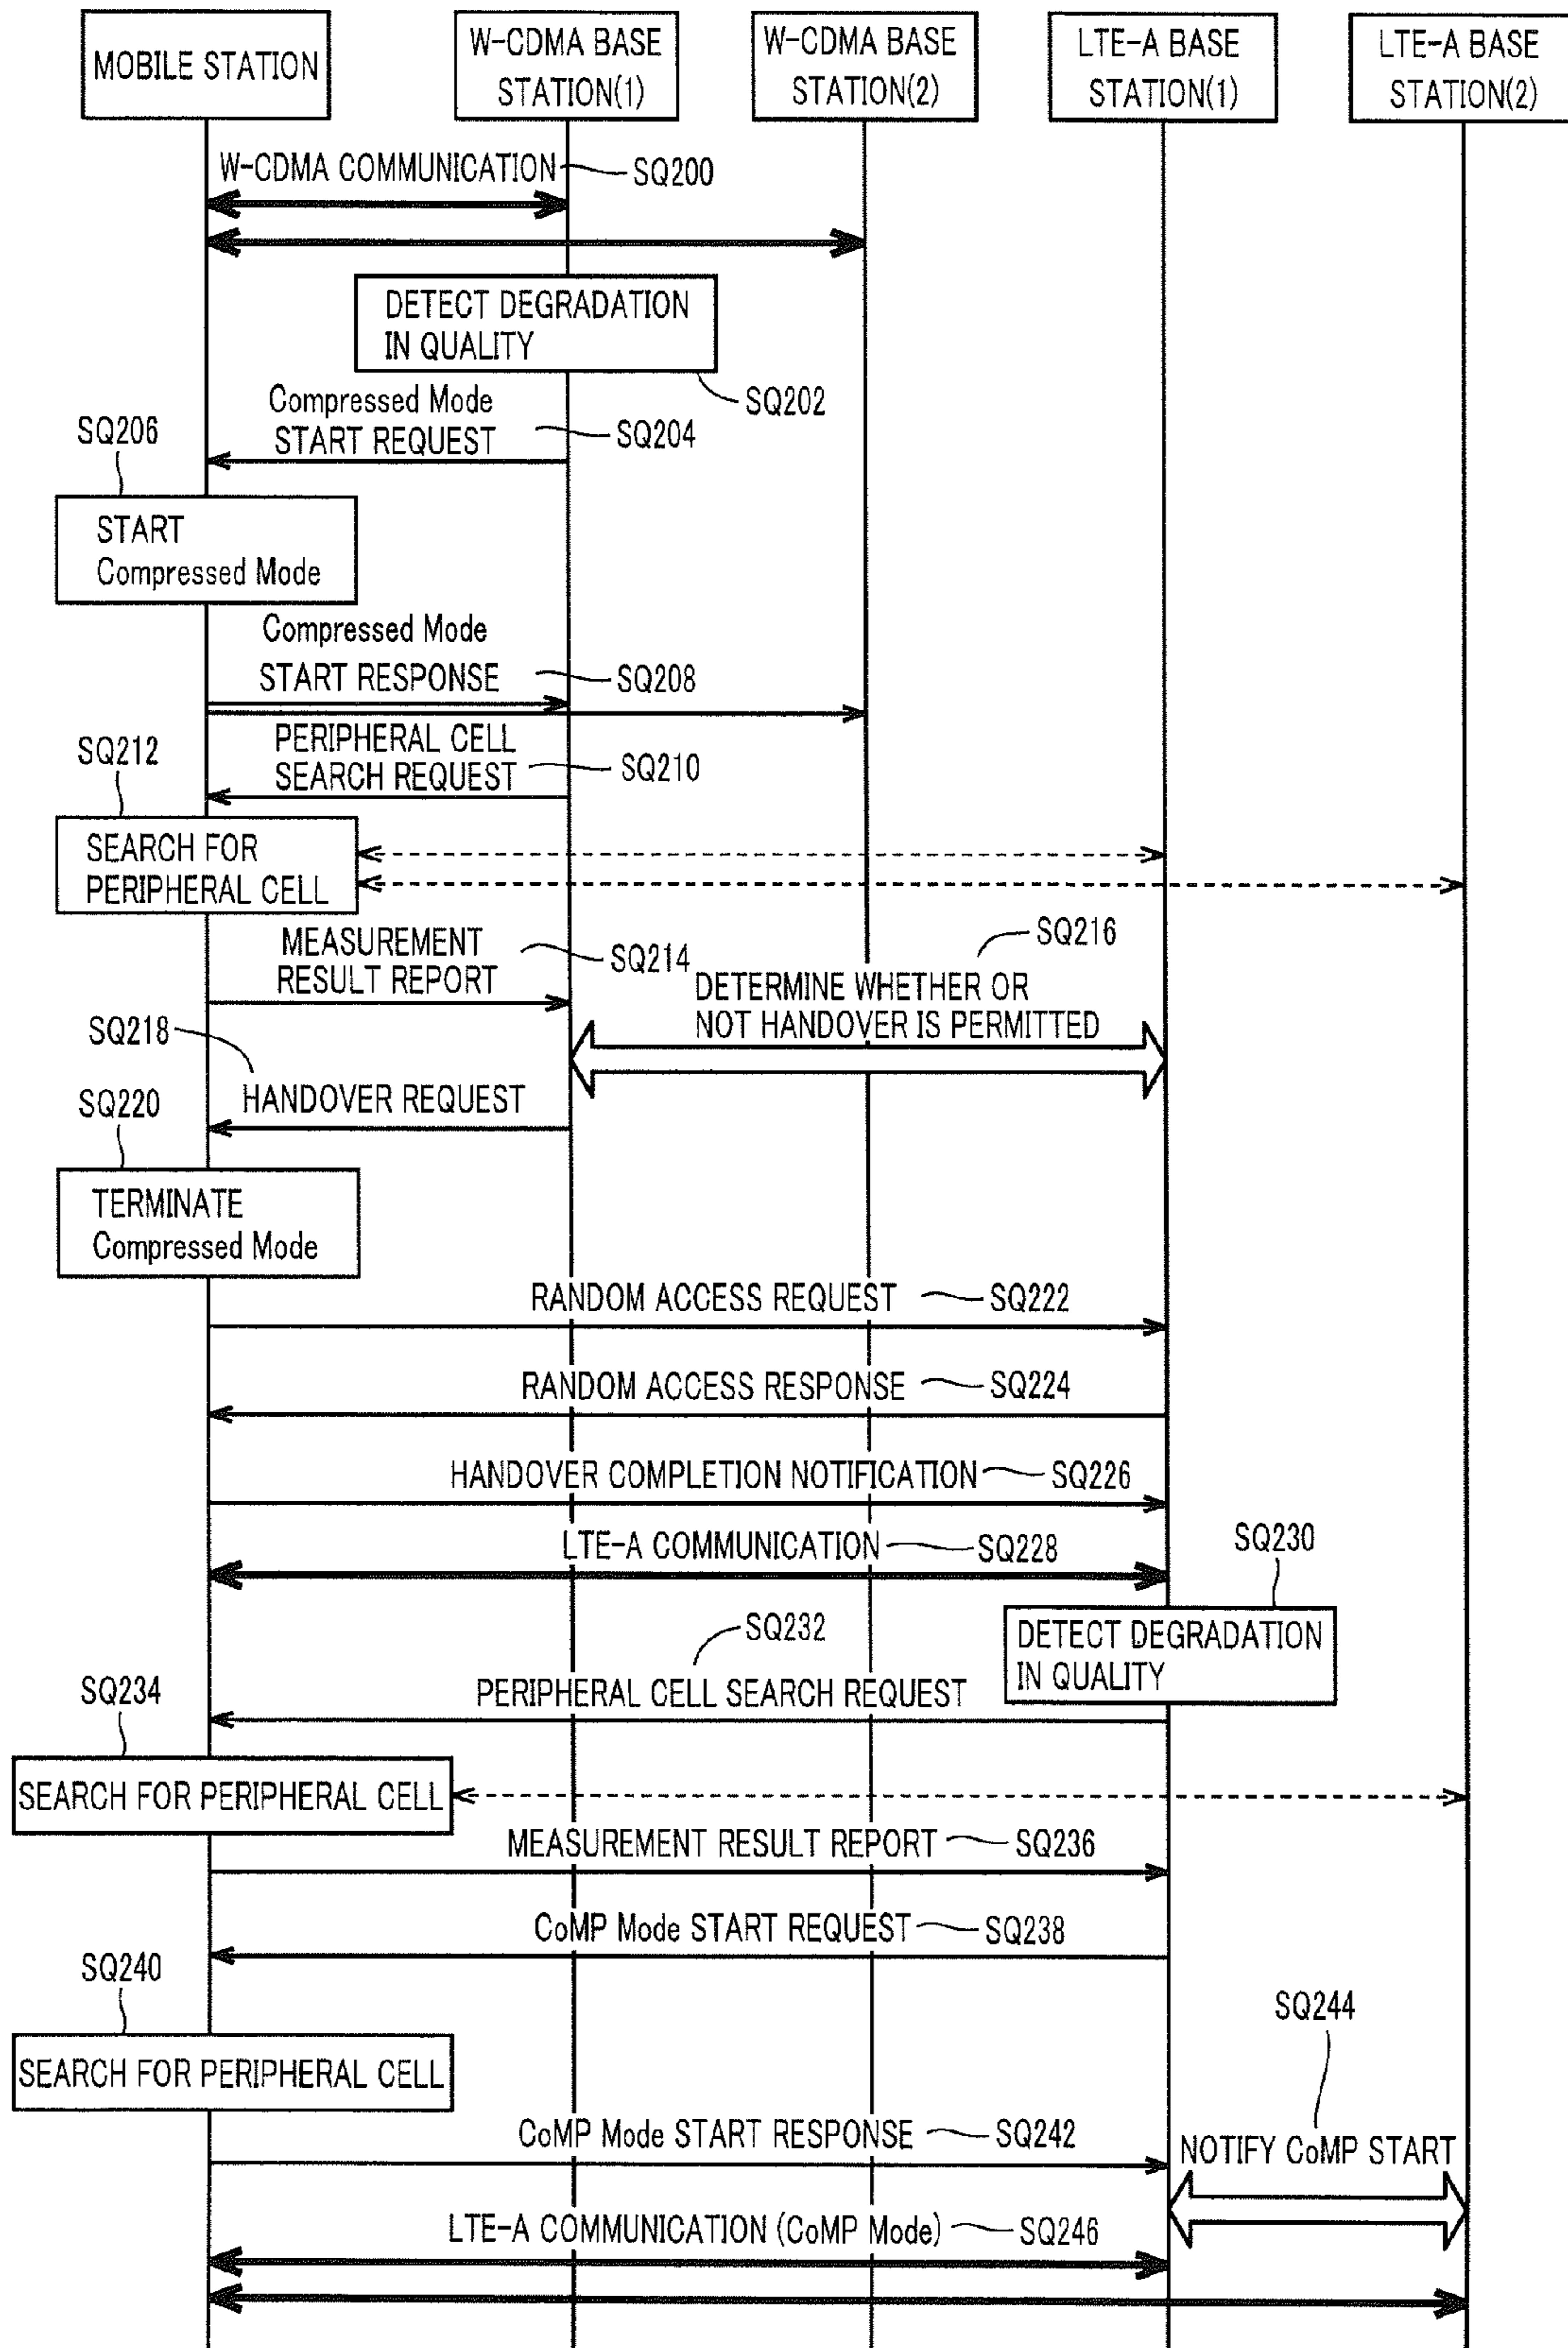 MOBILE STATION
W-CDMA BASE
STATION(1)
W-CDMA BASE
STATION(2)
LTE-A BASE
STATION(1)
LTE-A BASE
STATION(2)
W-CDMA COMMUNICATION
SQ200
DETECT DEGRADATION
IN QUALITY
SQ202
Compressed Mode
START REQUEST
SQ204
SQ206
START
Compressed Mode
Compressed Mode
START RESPONSE
SQ208
PERIPHERAL CELL
SEARCH REQUEST
SQ210
SQ212
SEARCH FOR
PERIPHERAL CELL
MEASUREMENT
RESULT REPORT
SQ214
SQ216
DETERMINE WHETHER OR
NOT HANDOVER IS PERMITTED
SQ218
HANDOVER REQUEST
SQ220
TERMINATE
Compressed Mode
RANDOM ACCESS REQUEST
SQ222
RANDOM ACCESS RESPONSE
SQ224
HANDOVER COMPLETION NOTIFICATION
SQ226
LTE-A COMMUNICATION
SQ228
SQ230
DETECT DEGRADATION
IN QUALITY
SQ232
PERIPHERAL CELL SEARCH REQUEST
SQ234
SEARCH FOR PERIPHERAL CELL
MEASUREMENT RESULT REPORT
SQ236
CoMP Mode START REQUEST
SQ238
SQ240
SEARCH FOR PERIPHERAL CELL
CoMP Mode START RESPONSE
SQ242
SQ244
NOTIFY CoMP START
LTE-A COMMUNICATION (CoMP Mode)
SQ246